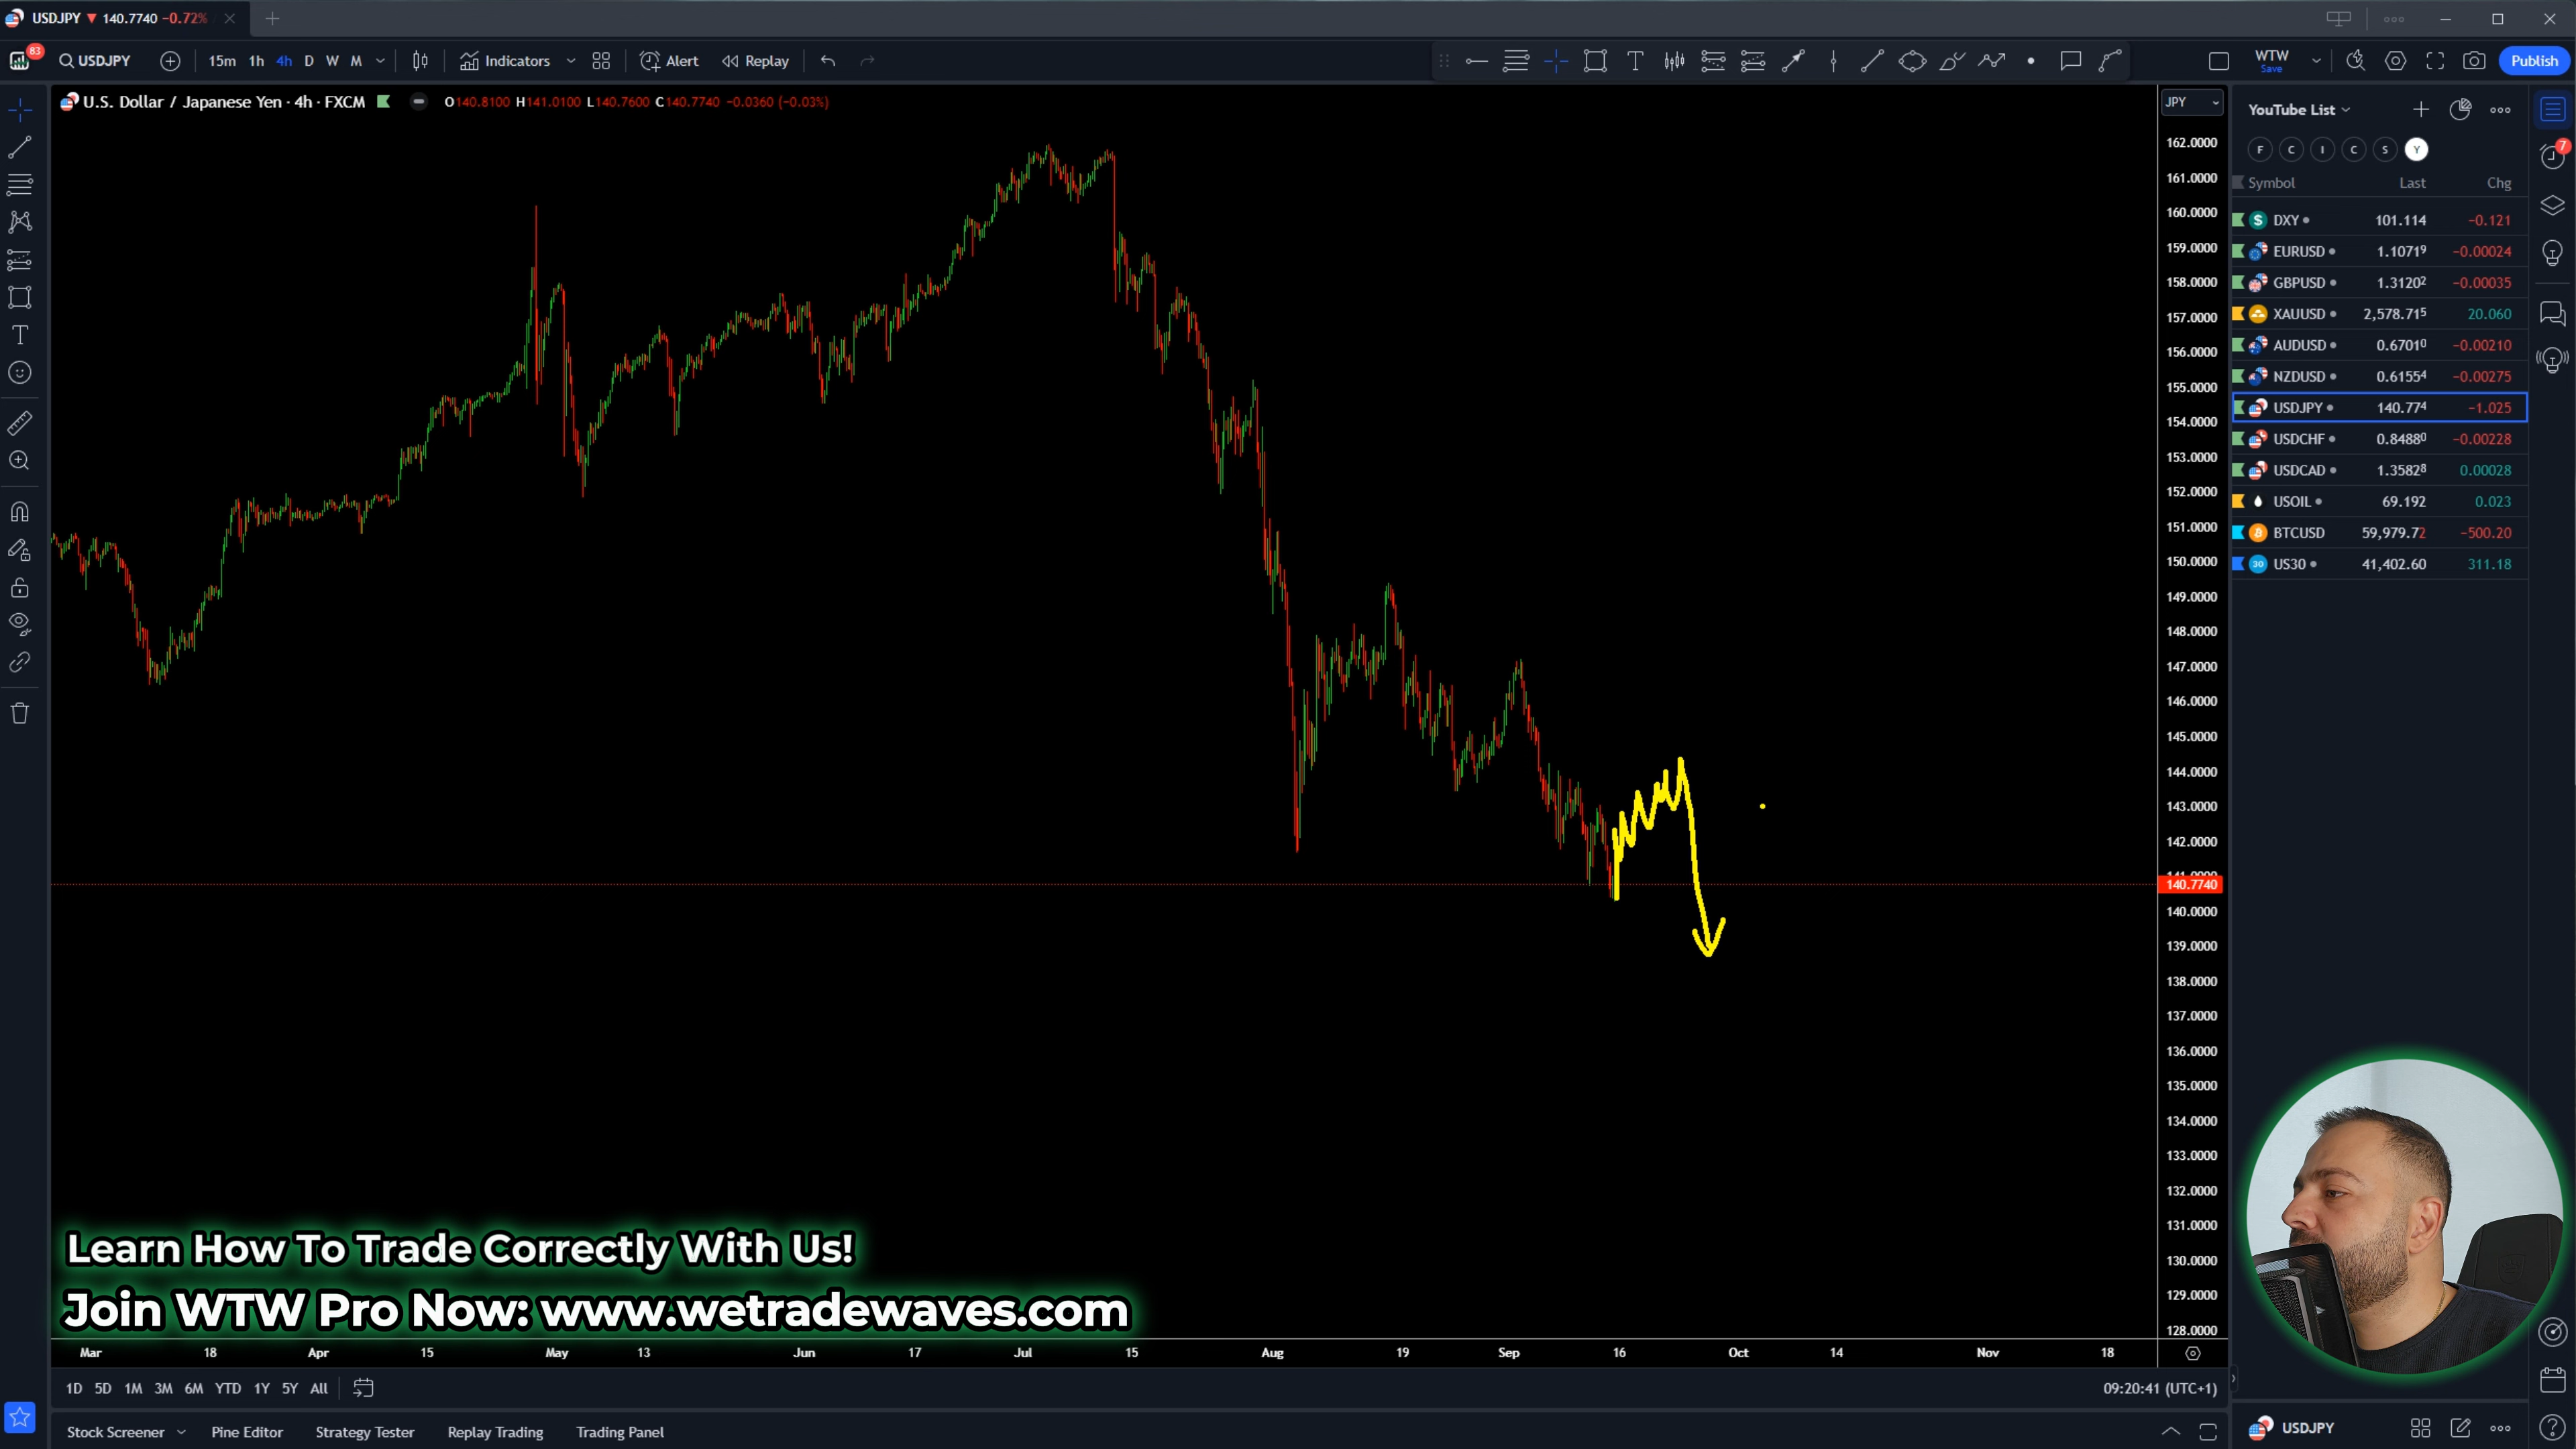 USDJPY ▼ 140.7740 −0.72%
83 USDJPY 15m 1h 4h D W M Indicators Alert Replay WTW Save Publish
U.S. Dollar / Japanese Yen · 4h · FXCM O140.8100 H141.0100 L140.7600 C140.7740 −0.0360 (−0.03%)
JPY
162.0000
161.0000
160.0000
159.0000
158.0000
157.0000
156.0000
155.0000
154.0000
153.0000
152.0000
151.0000
150.0000
149.0000
148.0000
147.0000
146.0000
145.0000
144.0000
143.0000
142.0000
141.0000
140.7740
140.0000
139.0000
138.0000
137.0000
136.0000
135.0000
134.0000
133.0000
132.0000
131.0000
130.0000
129.0000
128.0000
YouTube List
7
F C I C S Y
Symbol Last Chg
DXY 101.114 −0.121
EURUSD 1.10719 −0.00024
GBPUSD 1.31202 −0.00035
XAUUSD 2,578.715 20.060
AUDUSD 0.67010 −0.00210
NZDUSD 0.61554 −0.00275
USDJPY 140.774 −1.025
USDCHF 0.84880 −0.00228
USDCAD 1.35828 0.00028
USOIL 69.192 0.023
BTCUSD 59,979.72 −500.20
30 US30 41,402.60 311.18
Learn How To Trade Correctly With Us!
Join WTW Pro Now: www.wetradewaves.com
Mar 18 Apr 15 May 13 Jun 17 Jul 15 Aug 19 Sep 16 Oct 14 Nov 18
1D 5D 1M 3M 6M YTD 1Y 5Y All 09:20:41 (UTC+1)
Stock Screener Pine Editor Strategy Tester Replay Trading Trading Panel
USDJPY